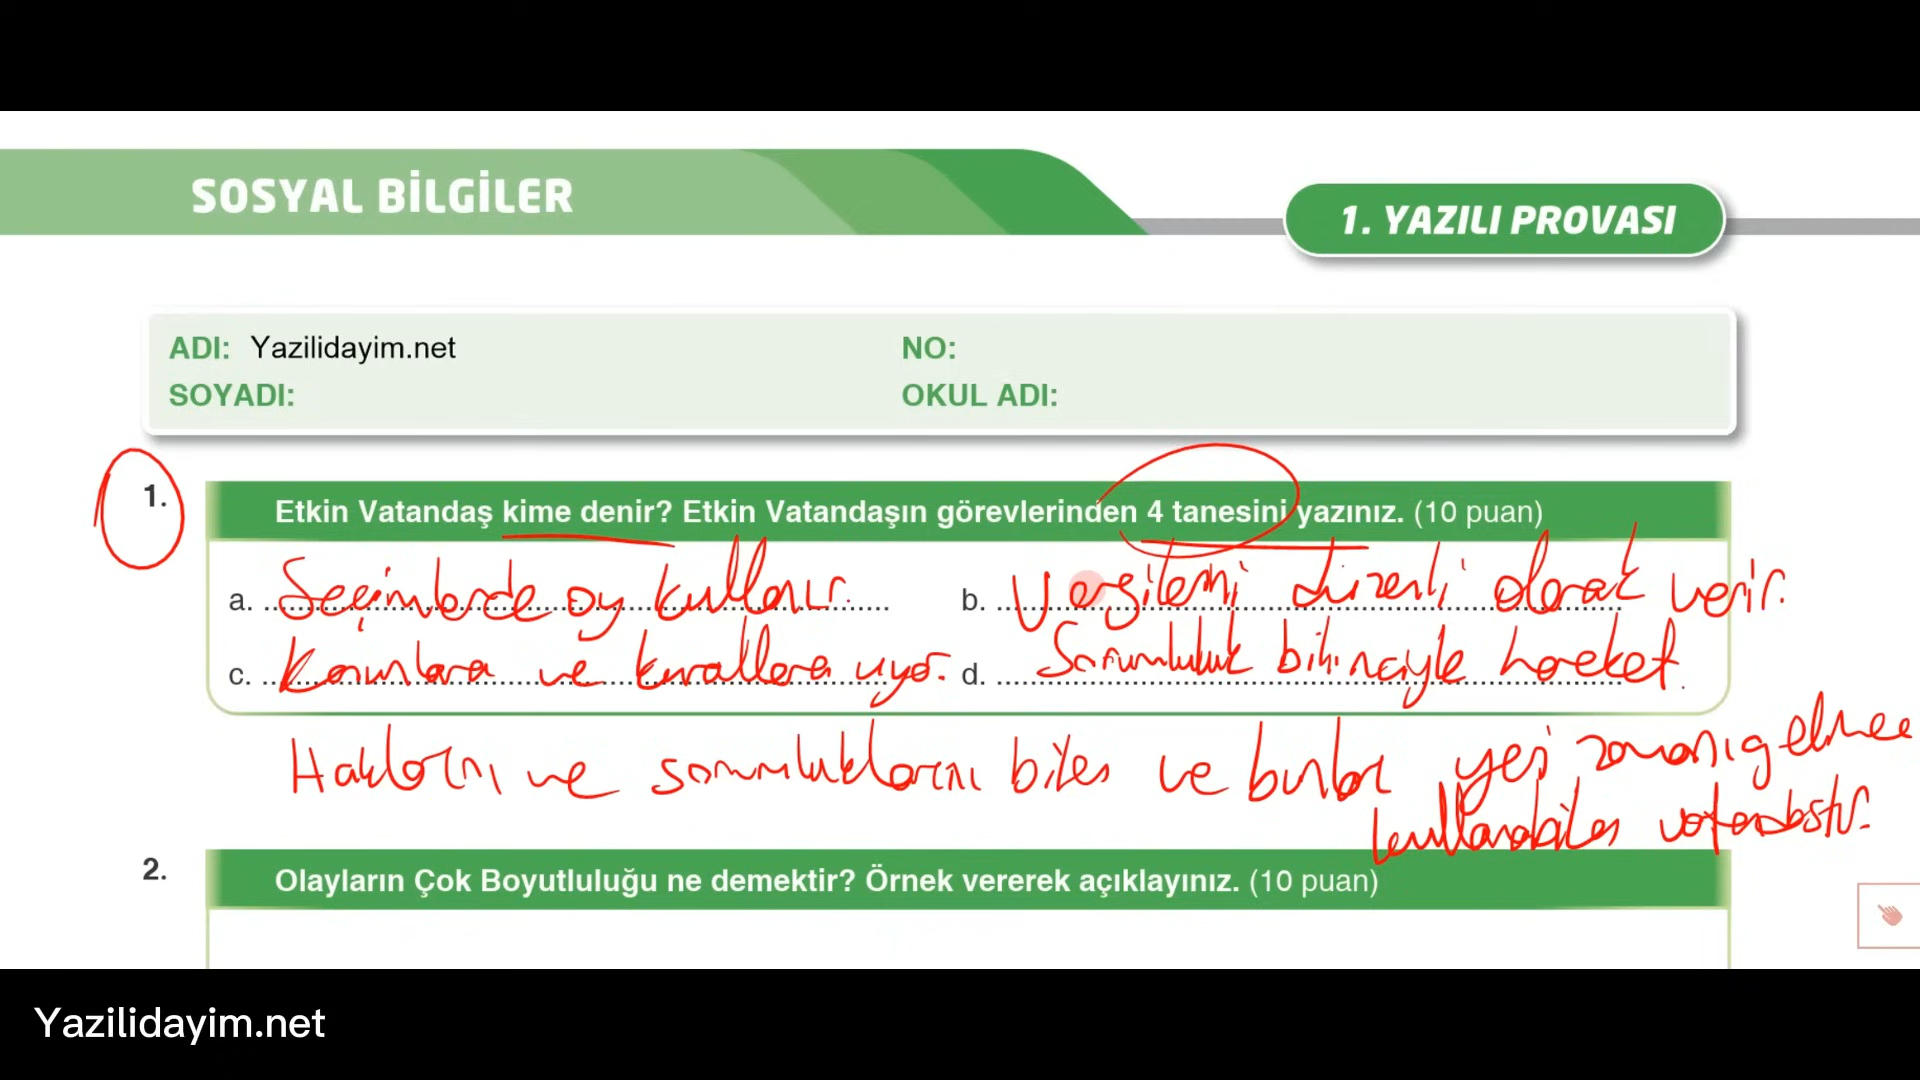 SOSYAL BİLGİLER
1. YAZILI PROVASI
ADI: Yazilidayim.net
NO:
SOYADI:
OKUL ADI:
1.
Etkin Vatandaş kime denir? Etkin Vatandaşın görevlerinden 4 tanesini yazınız. (10 puan)
a. Seçimlerde oy kullanır.
b. Vergilerini düzenli olarak verir.
c. Kanunlara ve kurallara uyar.
d. Sorumluluk bilinciyle hareket.
Haklarını ve sorumluluklarını bilen ve bunları yeri zamanı gelince
kullanabilen vatandaştır.
2.
Olayların Çok Boyutluluğu ne demektir? Örnek vererek açıklayınız. (10 puan)
Yazilidayim.net